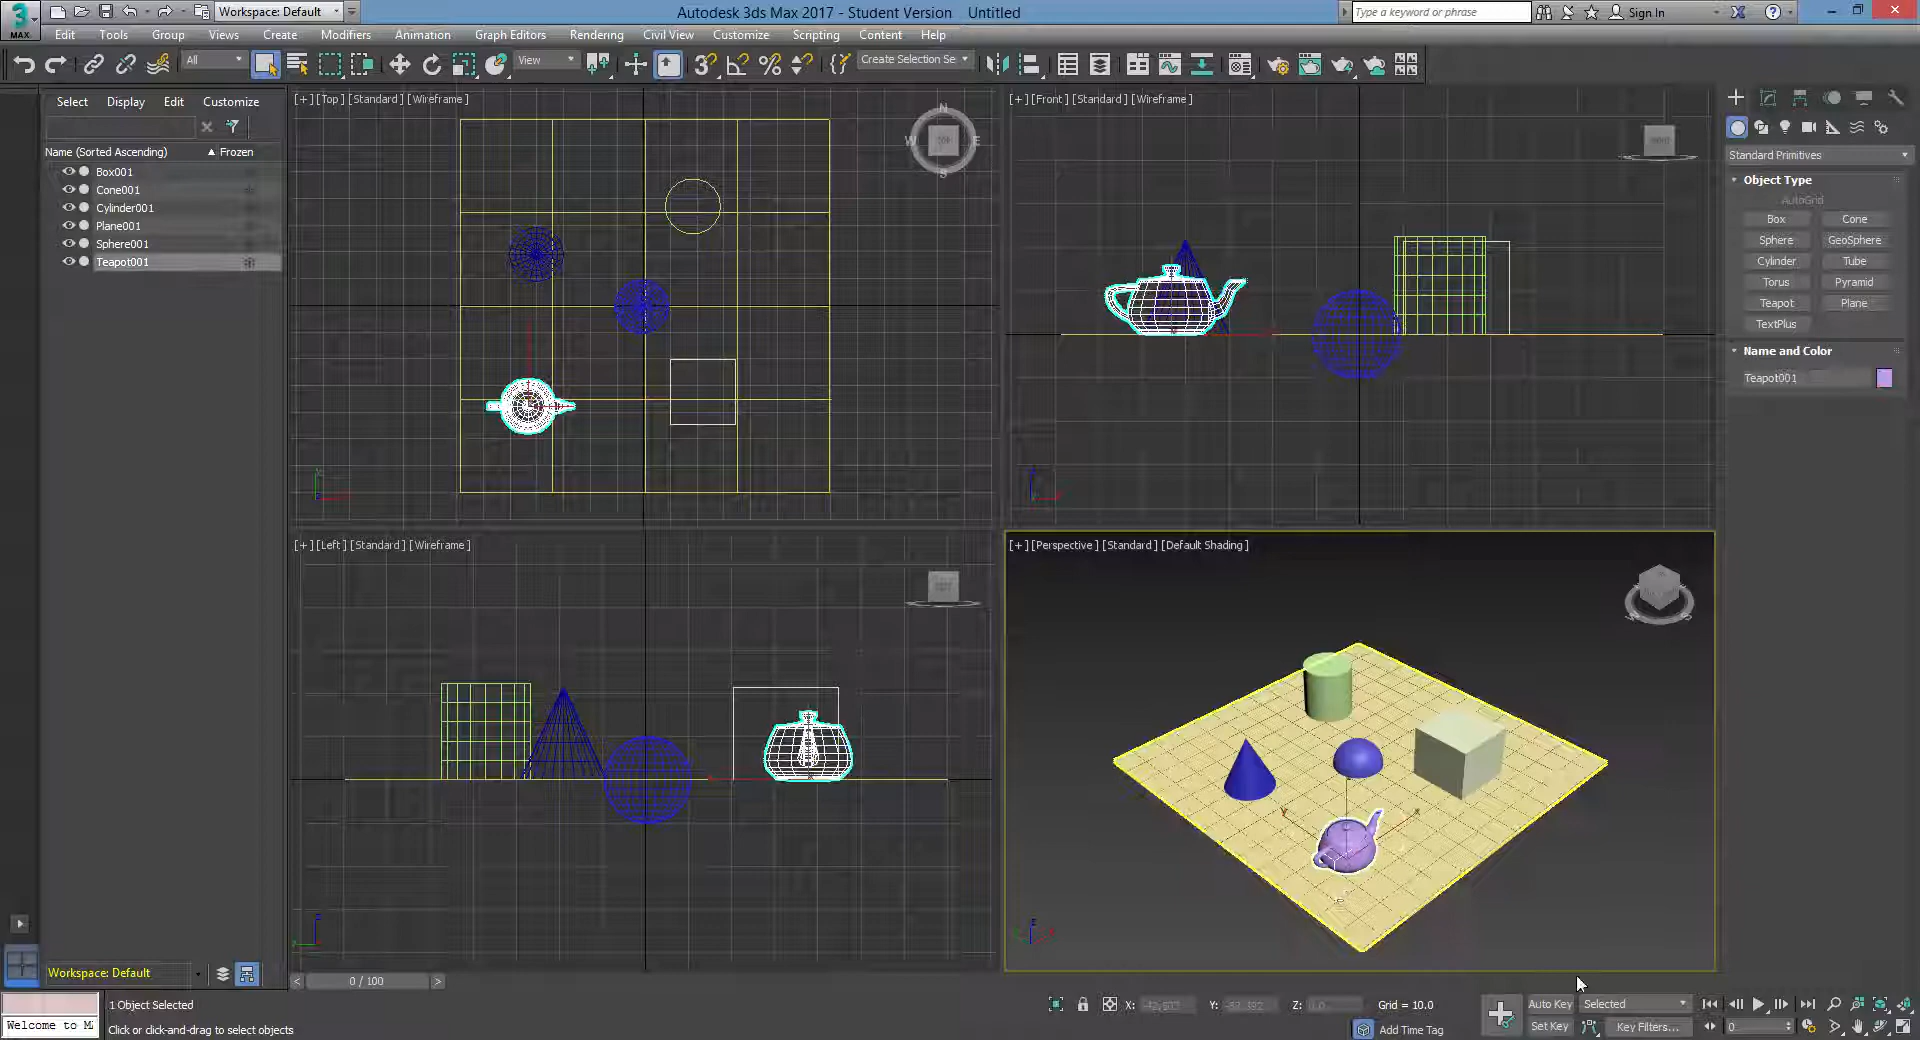 3
MAX
Workspace: Default
Autodesk 3ds Max 2017 - Student Version    Untitled
Type a keyword or phrase
Sign In
Edit  Tools  Group  Views  Create  Modifiers  Animation  Graph Editors  Rendering  Civil View  Customize  Scripting  Content  Help
All
View
Create Selection Se
Select  Display  Edit  Customize
Name (Sorted Ascending)  ▲ Frozen
Box001
Cone001
Cylinder001
Plane001
Sphere001
Teapot001
[+] [Top] [Standard] [Wireframe]
N
W
E
S
[+] [Front] [Standard] [Wireframe]
[+] [Left] [Standard] [Wireframe]
[+] [Perspective] [Standard] [Default Shading]
Standard Primitives
Object Type
AutoGrid
Box  Cone
Sphere  GeoSphere
Cylinder  Tube
Torus  Pyramid
Teapot  Plane
TextPlus
Name and Color
Teapot001
Workspace: Default
0 / 100
1 Object Selected
Welcome to M
Click or click-and-drag to select objects
X:
Y:
Z: 0.0
Grid = 10.0
Add Time Tag
Auto Key  Selected
Set Key  Key Filters...
0